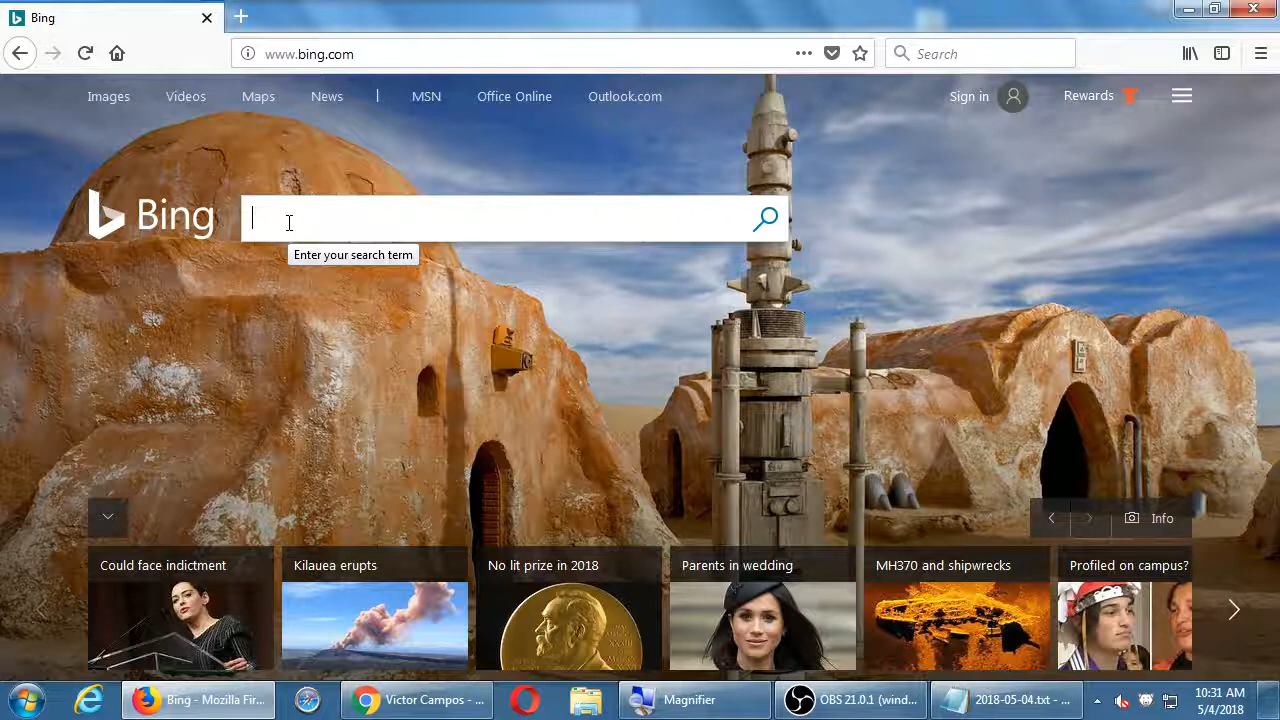 Bing
www.bing.com
Search
Images
Videos
Maps
News
MSN
Office Online
Outlook.com
Sign in
Rewards
Bing
Enter your search term
Info
Could face indictment
Kilauea erupts
No lit prize in 2018
Parents in wedding
MH370 and shipwrecks
Profiled on campus?
Bing - Mozilla Fir...
Victor Campos - ...
Magnifier
OBS 21.0.1 (wind...
2018-05-04.txt - ...
10:31 AM
5/4/2018